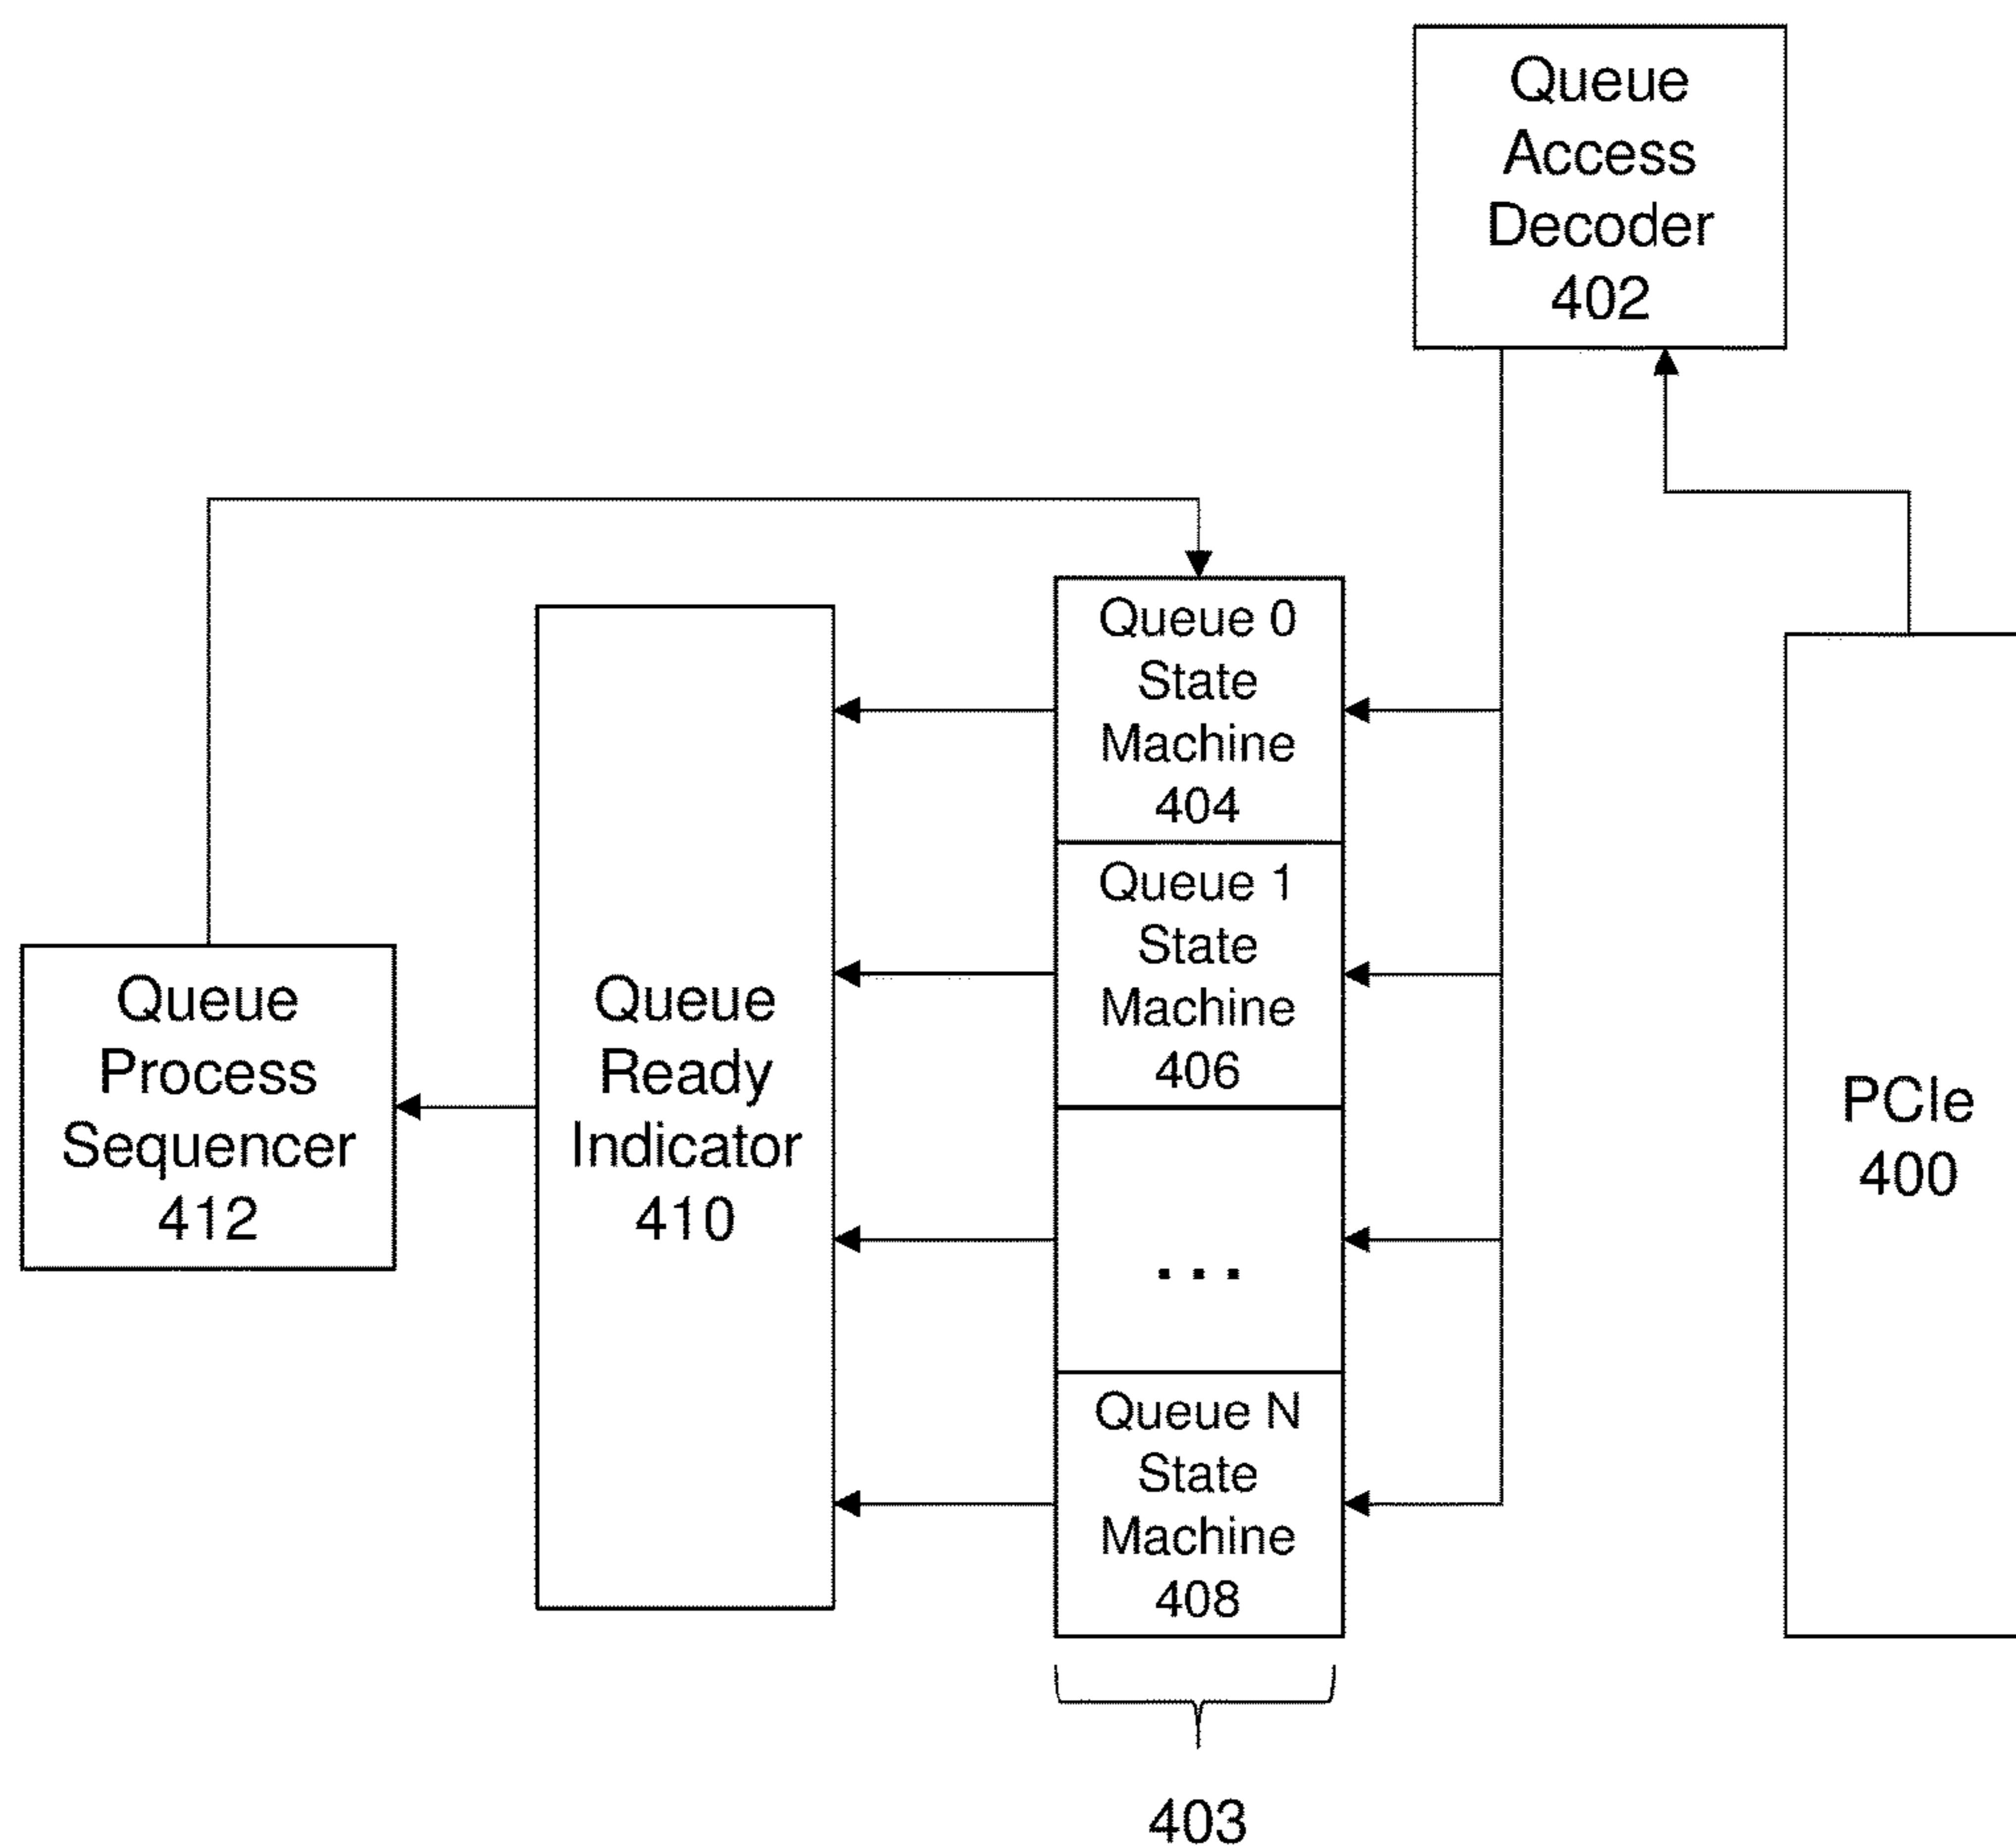 Queue
Access
Decoder
402
Queue 0
State
Machine
404
Queue 1
State
Machine
406
...
Queue N
State
Machine
408
403
Queue
Ready
Indicator
410
Queue
Process
Sequencer
412
PCIe
400